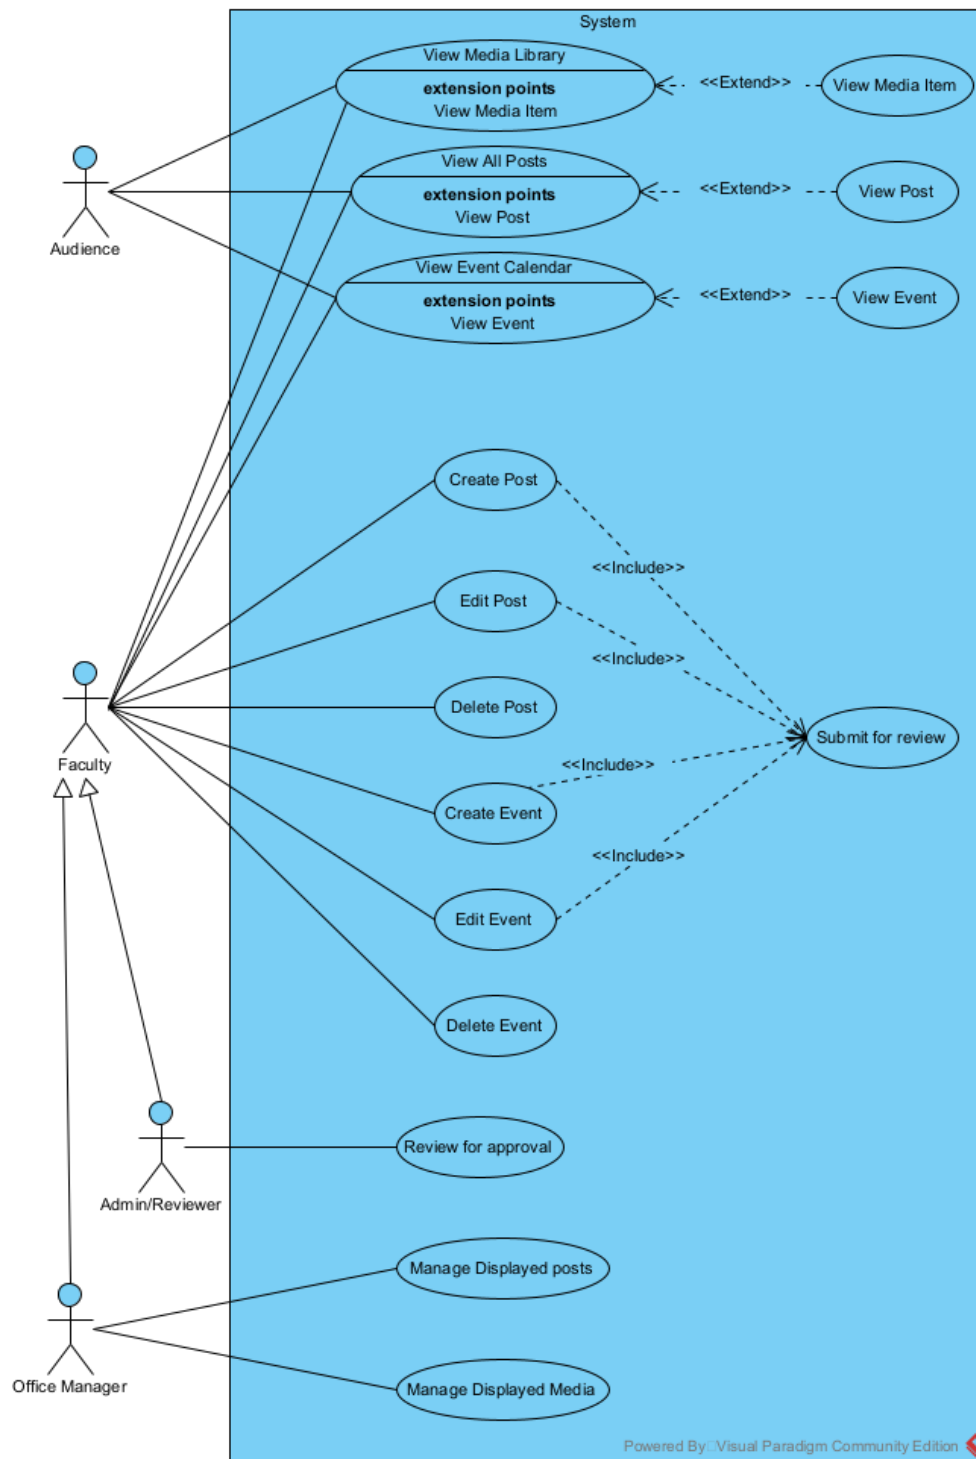 System
View Media Library
extension points
View Media Item
<<Extend>>
View Media Item
View All Posts
extension points
View Post
<<Extend>>
View Post
Audience
View Event Calendar
extension points
View Event
<<Extend>>
View Event
Create Post
<<Include>>
Edit Post
<<Include>>
Delete Post
Submit for review
Faculty
<<Include>>
Create Event
<<Include>>
Edit Event
Delete Event
Review for approval
Admin/Reviewer
Manage Displayed posts
Office Manager
Manage Displayed Media
Powered By Visual Paradigm Community Edition